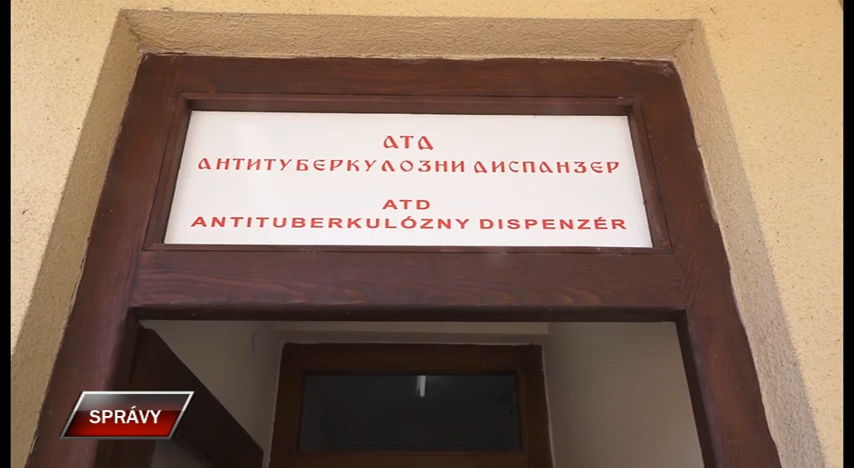 АТД
АНТИТУБЕРКУЛОЗНИ ДИСПАНЗЕР
ATD
ANTITUBERKULÓZNY DISPENZÉR
SPRÁVY